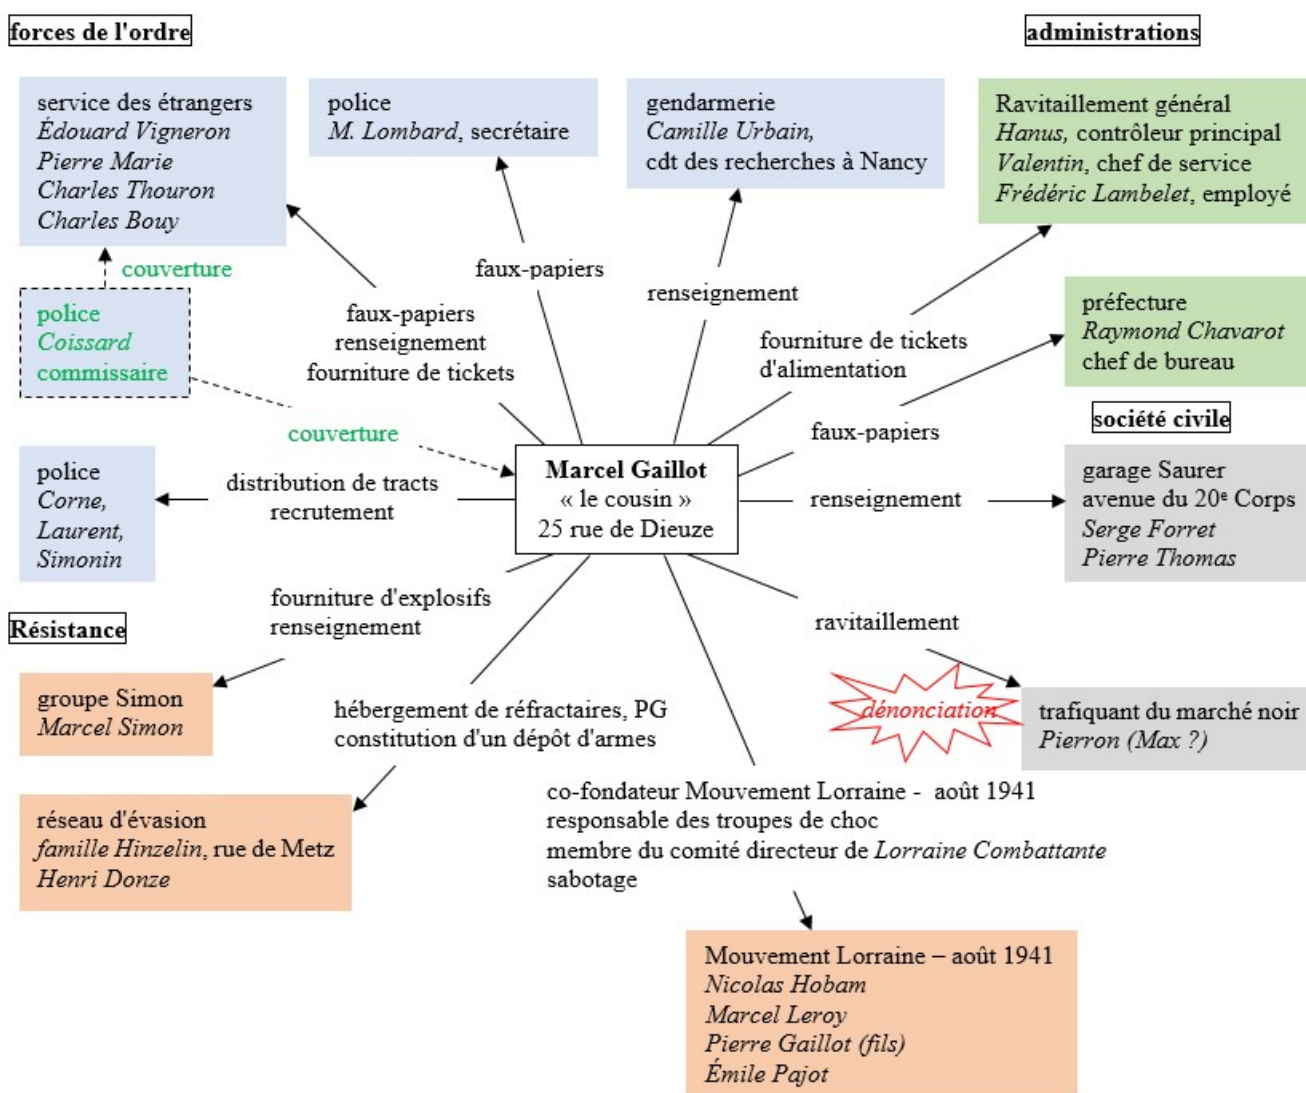 forces de l'ordre
administrations
service des étrangers
Édouard Vigneron
Pierre Marie
Charles Thouron
Charles Bouy
police
M. Lombard, secrétaire
gendarmerie
Camille Urbain,
cdt des recherches à Nancy
Ravitaillement général
Hanus, contrôleur principal
Valentin, chef de service
Frédéric Lambelet, employé
couverture
faux-papiers
renseignement
police
Coissard
commissaire
faux-papiers
renseignement
fourniture de tickets
fourniture de tickets
d'alimentation
préfecture
Raymond Chavarot
chef de bureau
couverture
faux-papiers
société civile
police
Corne,
Laurent,
Simonin
distribution de tracts
recrutement
Marcel Gaillot
« le cousin »
25 rue de Dieuze
renseignement
garage Saurer
avenue du 20e Corps
Serge Forret
Pierre Thomas
Résistance
fourniture d'explosifs
renseignement
ravitaillement
groupe Simon
Marcel Simon
hébergement de réfractaires, PG
constitution d'un dépôt d'armes
dénonciation
trafiquant du marché noir
Pierron (Max ?)
réseau d'évasion
famille Hinzelin, rue de Metz
Henri Donze
co-fondateur Mouvement Lorraine - août 1941
responsable des troupes de choc
membre du comité directeur de Lorraine Combattante
sabotage
Mouvement Lorraine – août 1941
Nicolas Hobam
Marcel Leroy
Pierre Gaillot (fils)
Émile Pajot